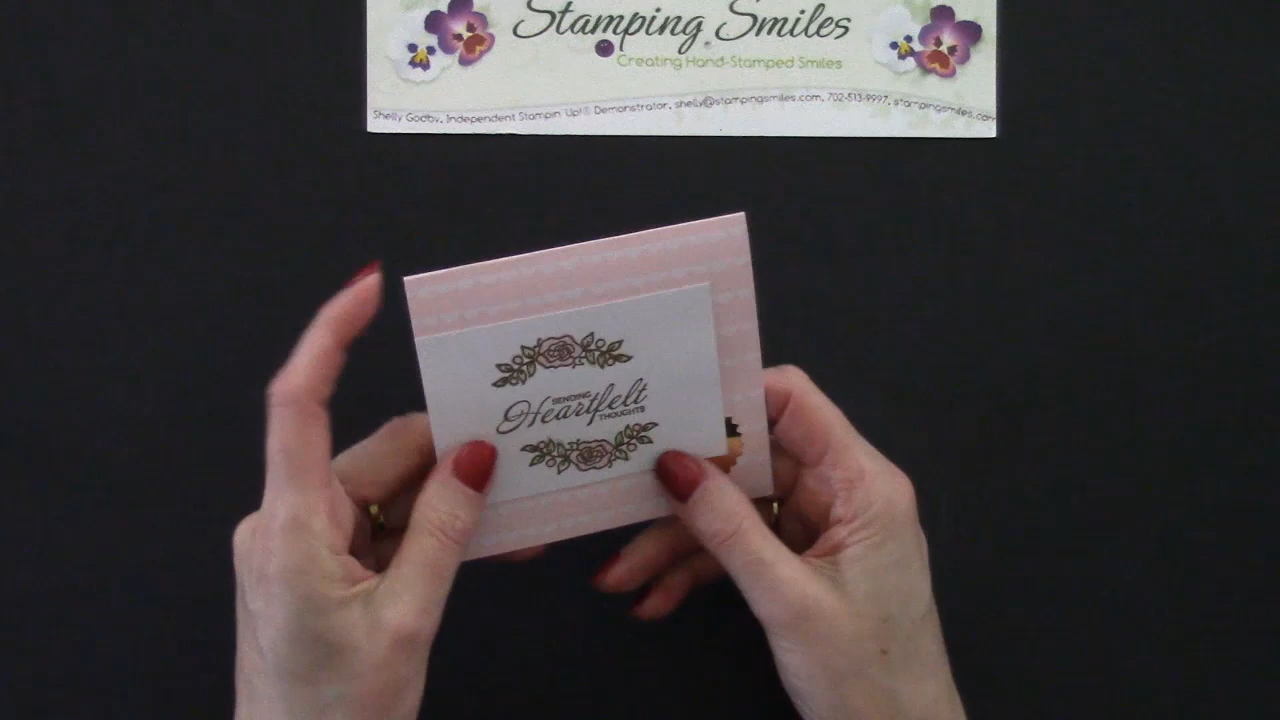 Stamping Smiles
Creating Hand-Stamped Smiles
Shelly Godby, Independent Stampin' Up!® Demonstrator, shelly@stampingsmiles.com, 702-513-9997, stampingsmiles.com
SENDING
Heartfelt
THOUGHTS